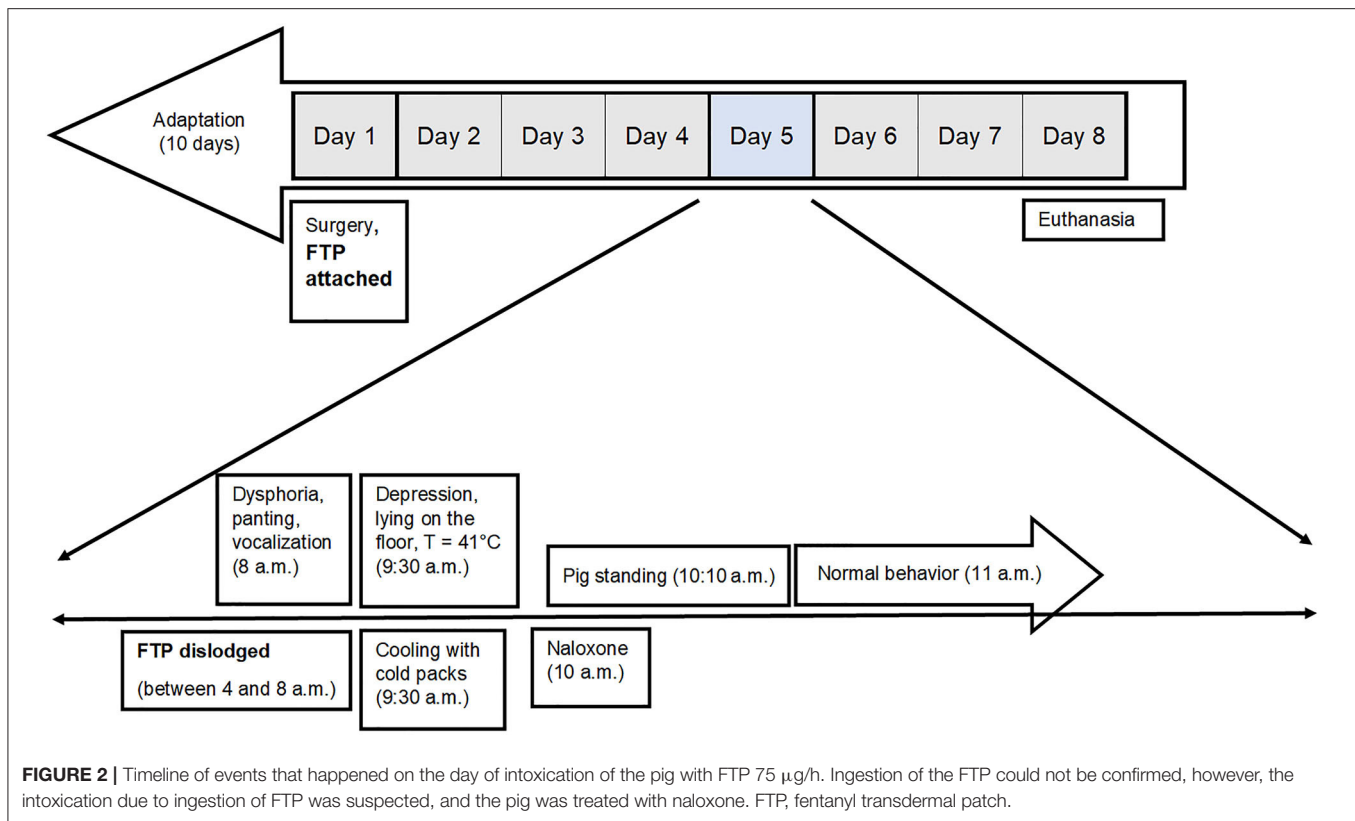 Adaptation
(10 days)
Day 1
Day 2
Day 3
Day 4
Day 5
Day 6
Day 7
Day 8
Surgery,
FTP
attached
Euthanasia
Dysphoria,
panting,
vocalization
(8 a.m.)
Depression,
lying on the
floor, T = 41°C
(9:30 a.m.)
Pig standing (10:10 a.m.)
Normal behavior (11 a.m.)
FTP dislodged
(between 4 and 8 a.m.)
Cooling with
cold packs
(9:30 a.m.)
Naloxone
(10 a.m.)
FIGURE 2 | Timeline of events that happened on the day of intoxication of the pig with FTP 75 μg/h. Ingestion of the FTP could not be confirmed, however, the
intoxication due to ingestion of FTP was suspected, and the pig was treated with naloxone. FTP, fentanyl transdermal patch.